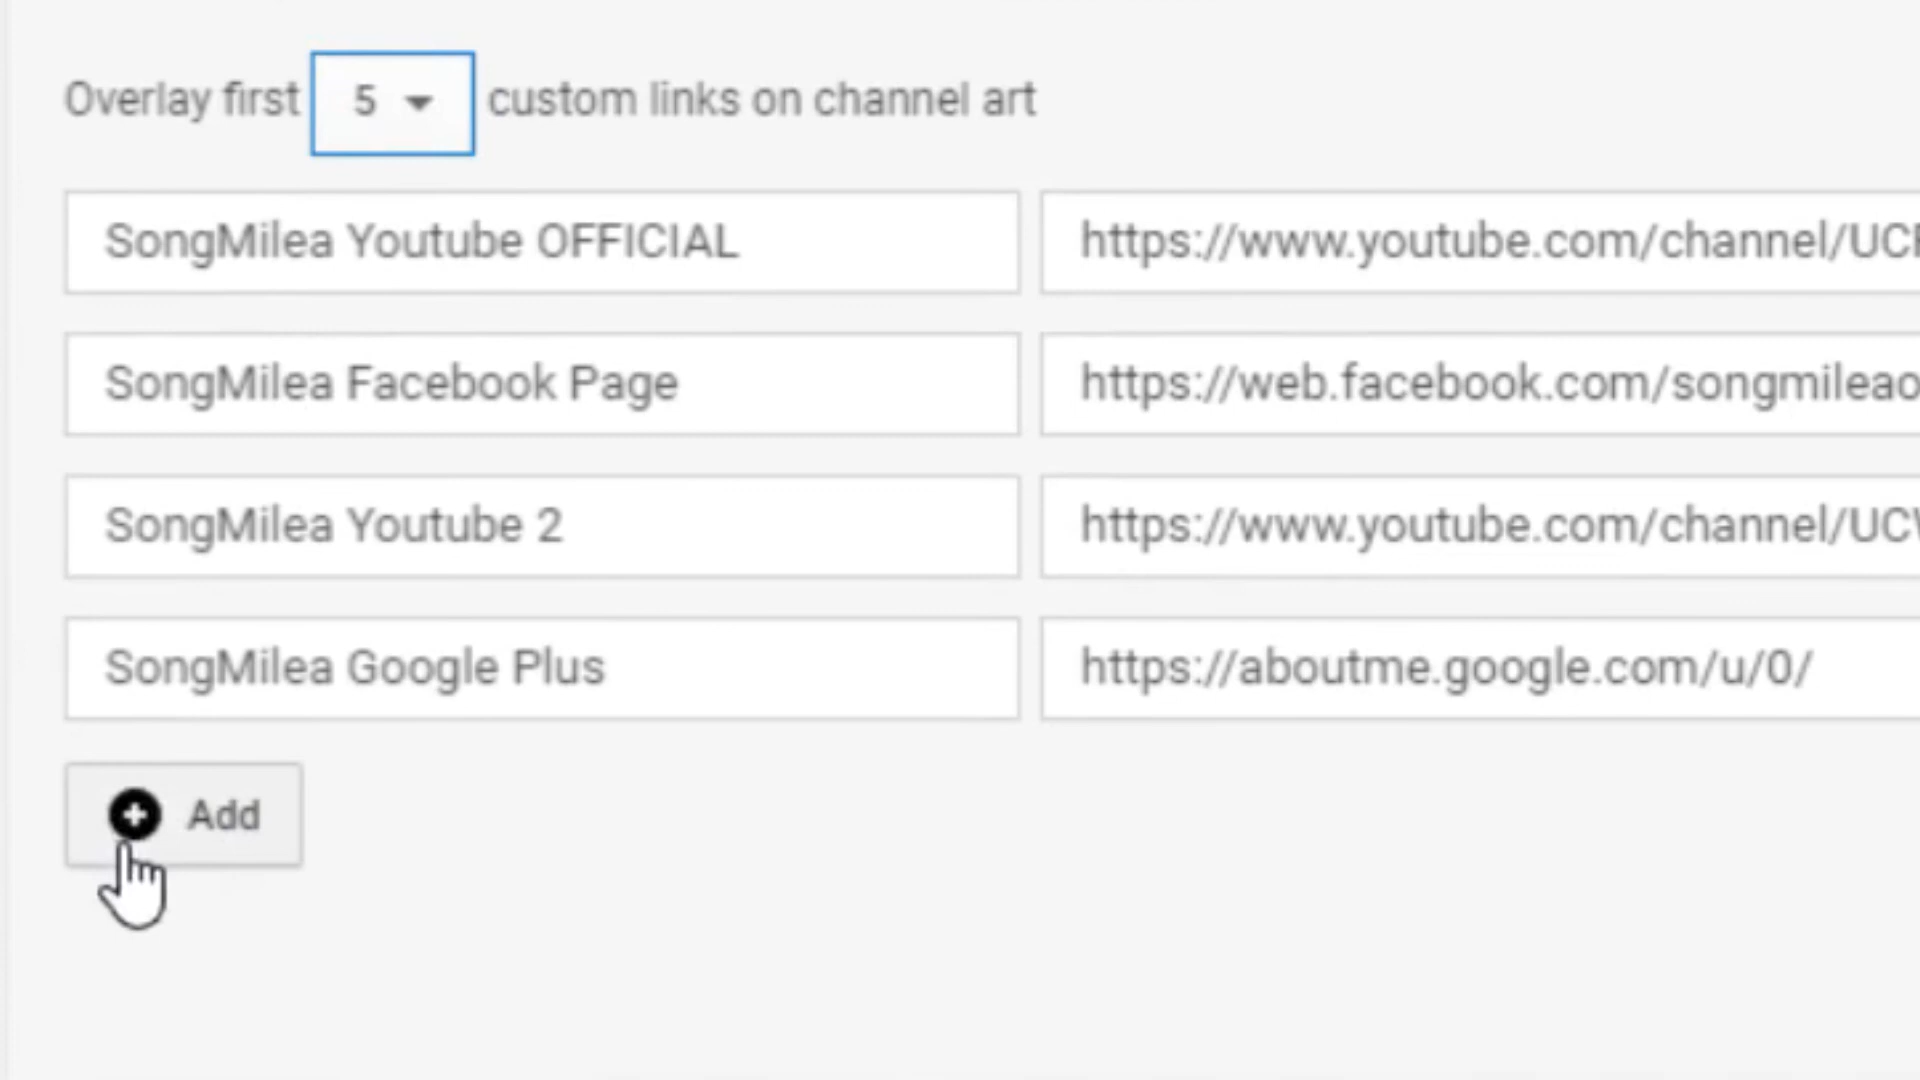 Overlay first 5 custom links on channel art
SongMilea Youtube OFFICIAL https://www.youtube.com/channel/UC
SongMilea Facebook Page https://web.facebook.com/songmileao
SongMilea Youtube 2 https://www.youtube.com/channel/UC
SongMilea Google Plus https://aboutme.google.com/u/0/
Add